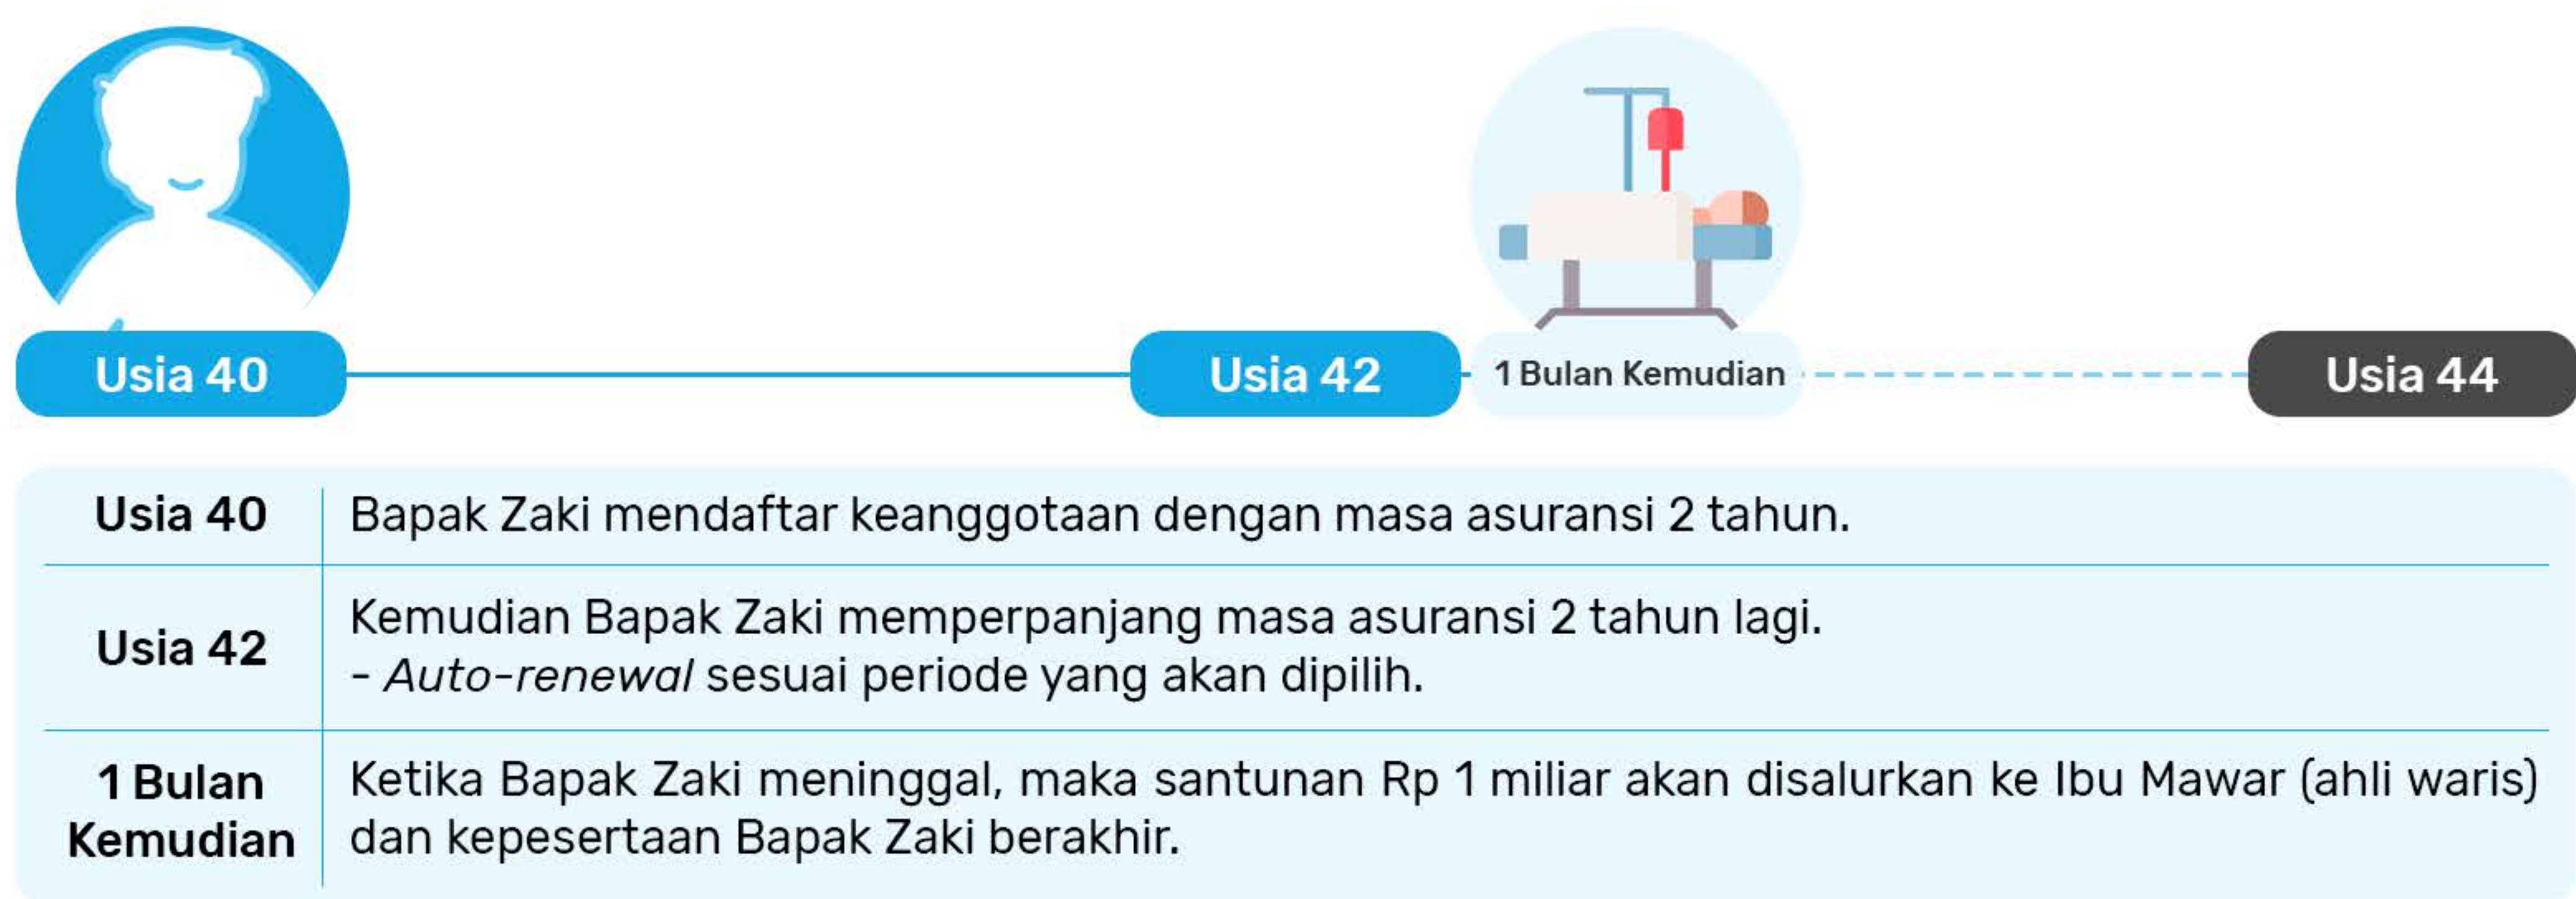 Usia 40
Usia 42
1 Bulan Kemudian
Usia 44
Usia 40
Bapak Zaki mendaftar keanggotaan dengan masa asuransi 2 tahun.
Usia 42
Kemudian Bapak Zaki memperpanjang masa asuransi 2 tahun lagi.
- Auto-renewal sesuai periode yang akan dipilih.
1 Bulan
Kemudian
Ketika Bapak Zaki meninggal, maka santunan Rp 1 miliar akan disalurkan ke Ibu Mawar (ahli waris)
dan kepesertaan Bapak Zaki berakhir.